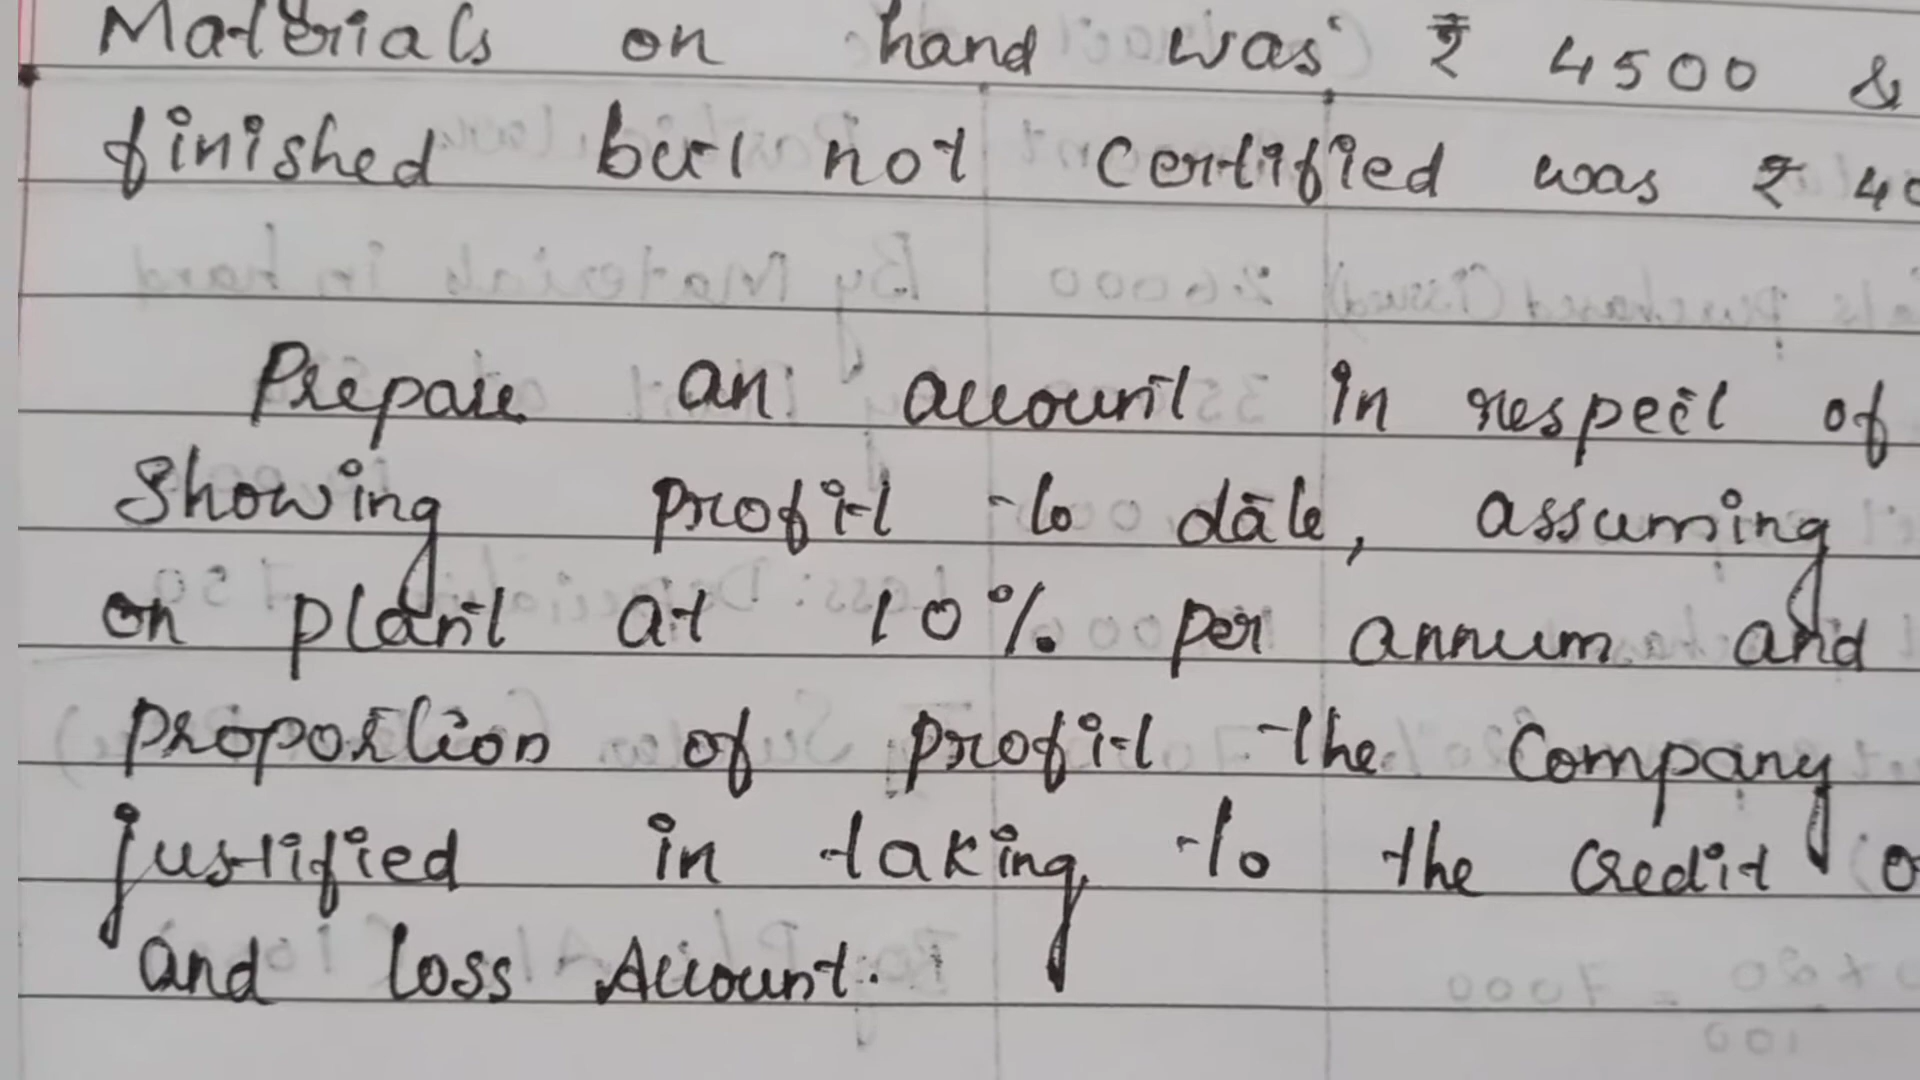 Materials on hand was ₹ 4500 &
finished but not certified was ₹ 40
Prepare an account in respect of
Showing profit to date, assuming
on plant at 10% per annum and
proportion of profit the Company
justified in taking to the credit o
and loss Account.